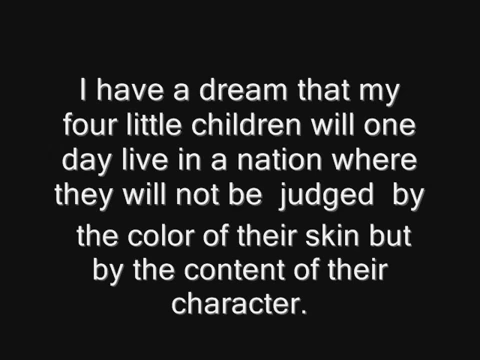 I have a dream that my
four little children will one
day live in a nation where
they will not be  judged  by
the color of their skin but
by the content of their
character.